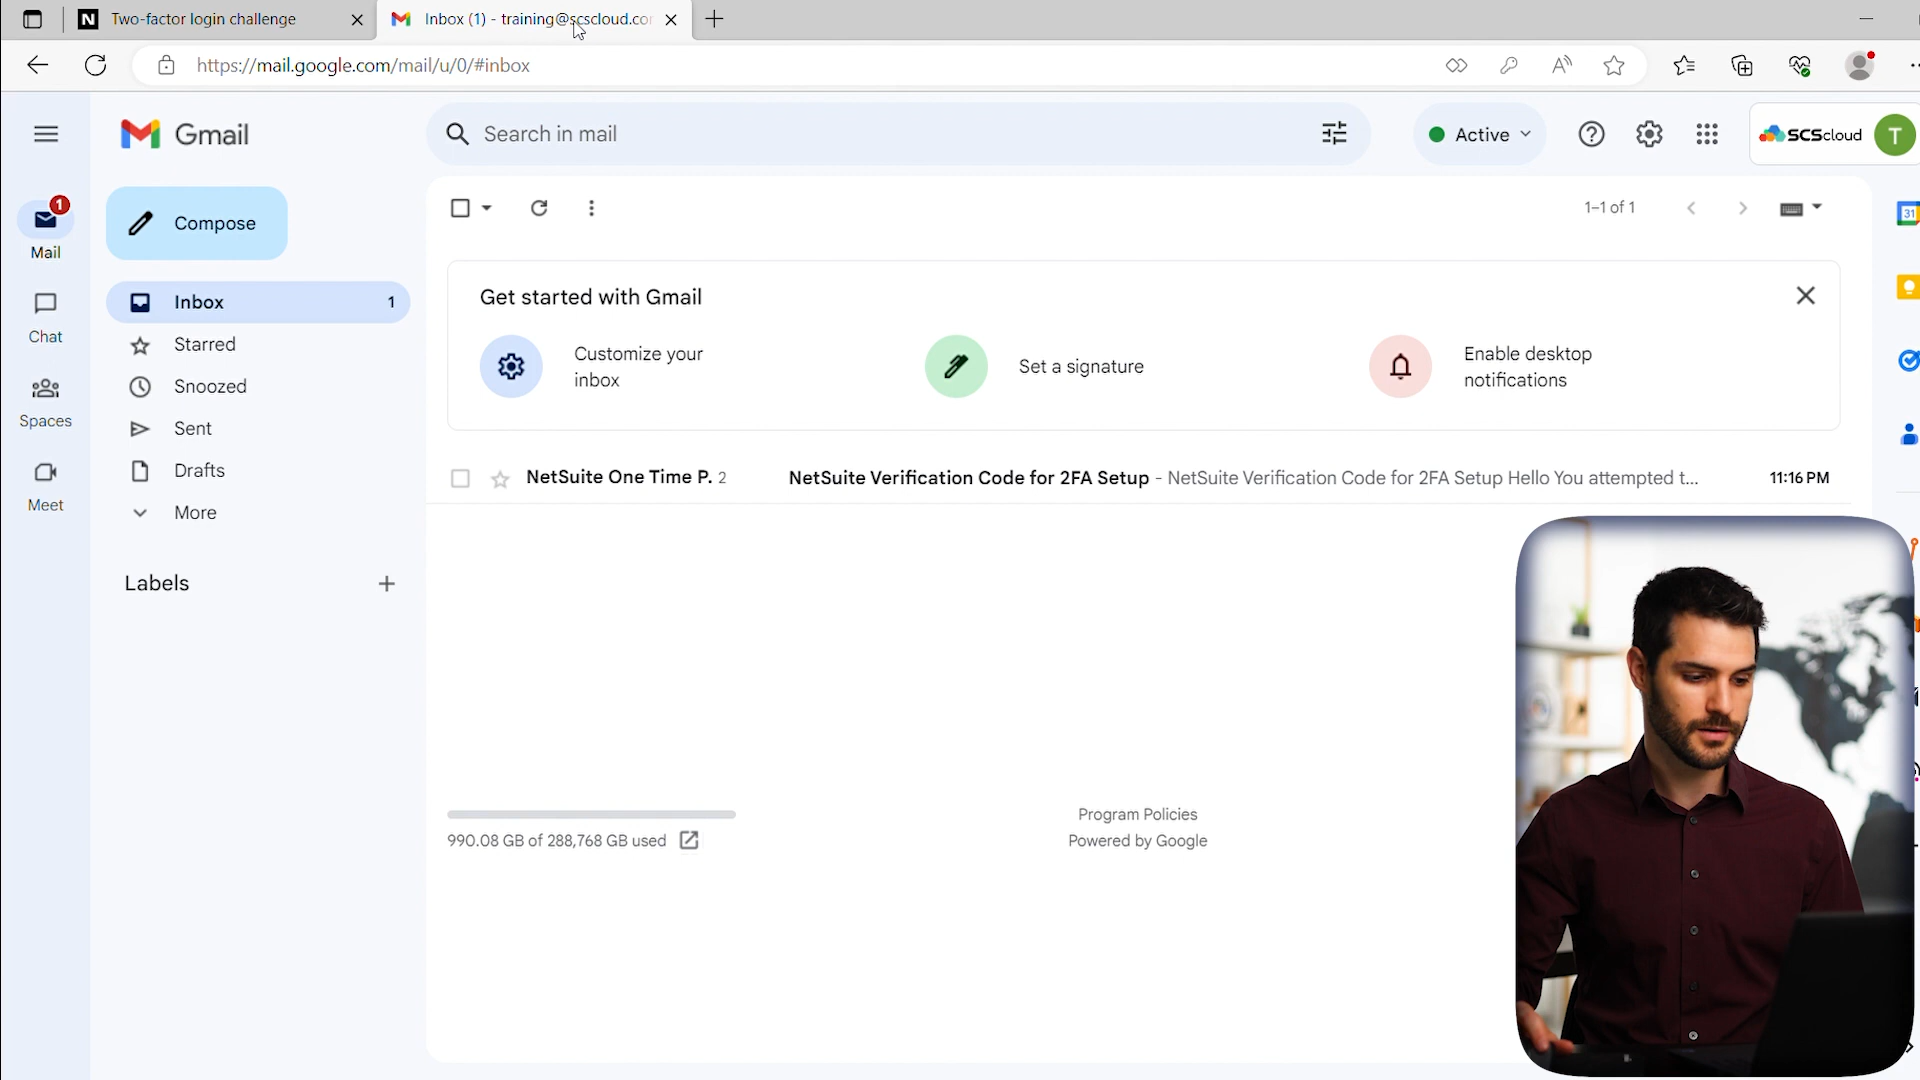 N Two-factor login challenge
Inbox (1) - training@scscloud.co
https://mail.google.com/mail/u/0/#inbox
Gmail
Search in mail
Active
SCScloud
T
1
Mail
Compose
1–1 of 1
31
Inbox 1
Chat
Starred
Spaces
Snoozed
Sent
Meet
Drafts
More
Labels
Get started with Gmail
Customize your
inbox
Set a signature
Enable desktop
notifications
NetSuite One Time P. 2 NetSuite Verification Code for 2FA Setup - NetSuite Verification Code for 2FA Setup Hello You attempted t... 11:16 PM
990.08 GB of 288,768 GB used
Program Policies
Powered by Google